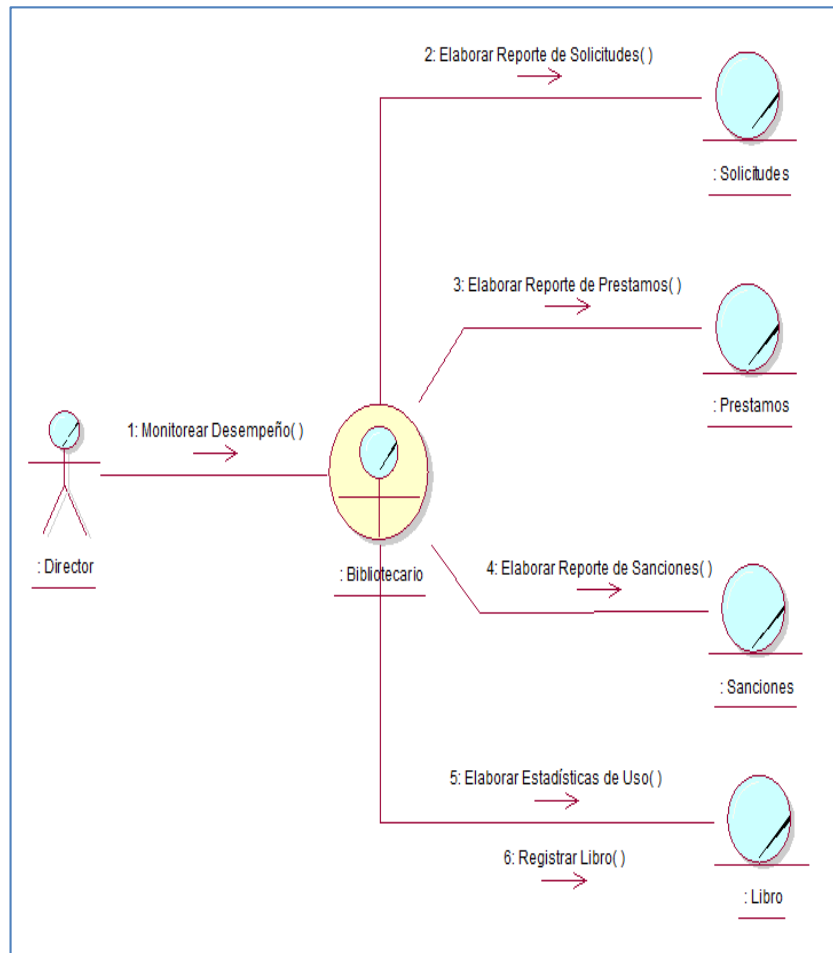 2: Elaborar Reporte de Solicitudes( )
: Solicitudes
3: Elaborar Reporte de Prestamos( )
: Prestamos
1: Monitorear Desempeño( )
: Director
: Bibliotecario
4: Elaborar Reporte de Sanciones( )
: Sanciones
5: Elaborar Estadísticas de Uso( )
6: Registrar Libro( )
: Libro